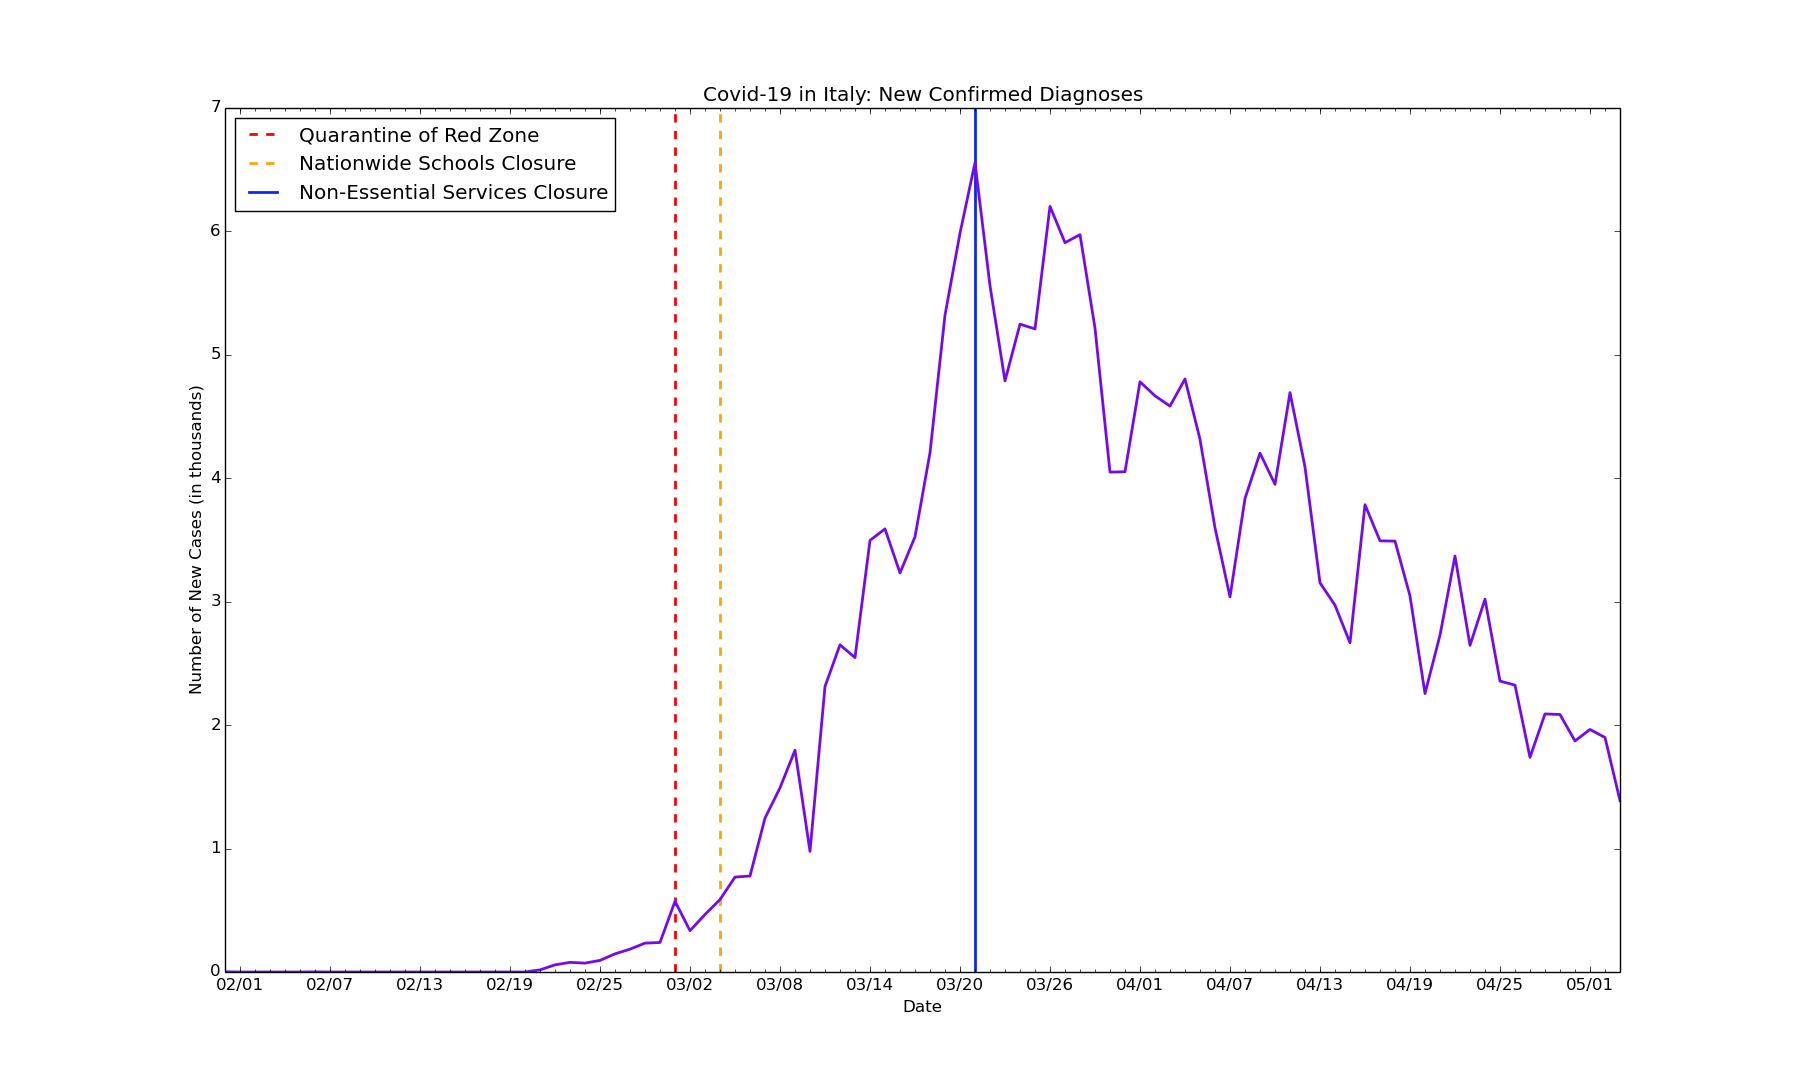 Covid-19 in Italy: New Confirmed Diagnoses
7
6
5
4
3
2
1
0
Number of New Cases (in thousands)
Quarantine of Red Zone
Nationwide Schools Closure
Non-Essential Services Closure
02/01 02/07 02/13 02/19 02/25 03/02 03/08 03/14 03/20 03/26 04/01 04/07 04/13 04/19 04/25 05/01
Date